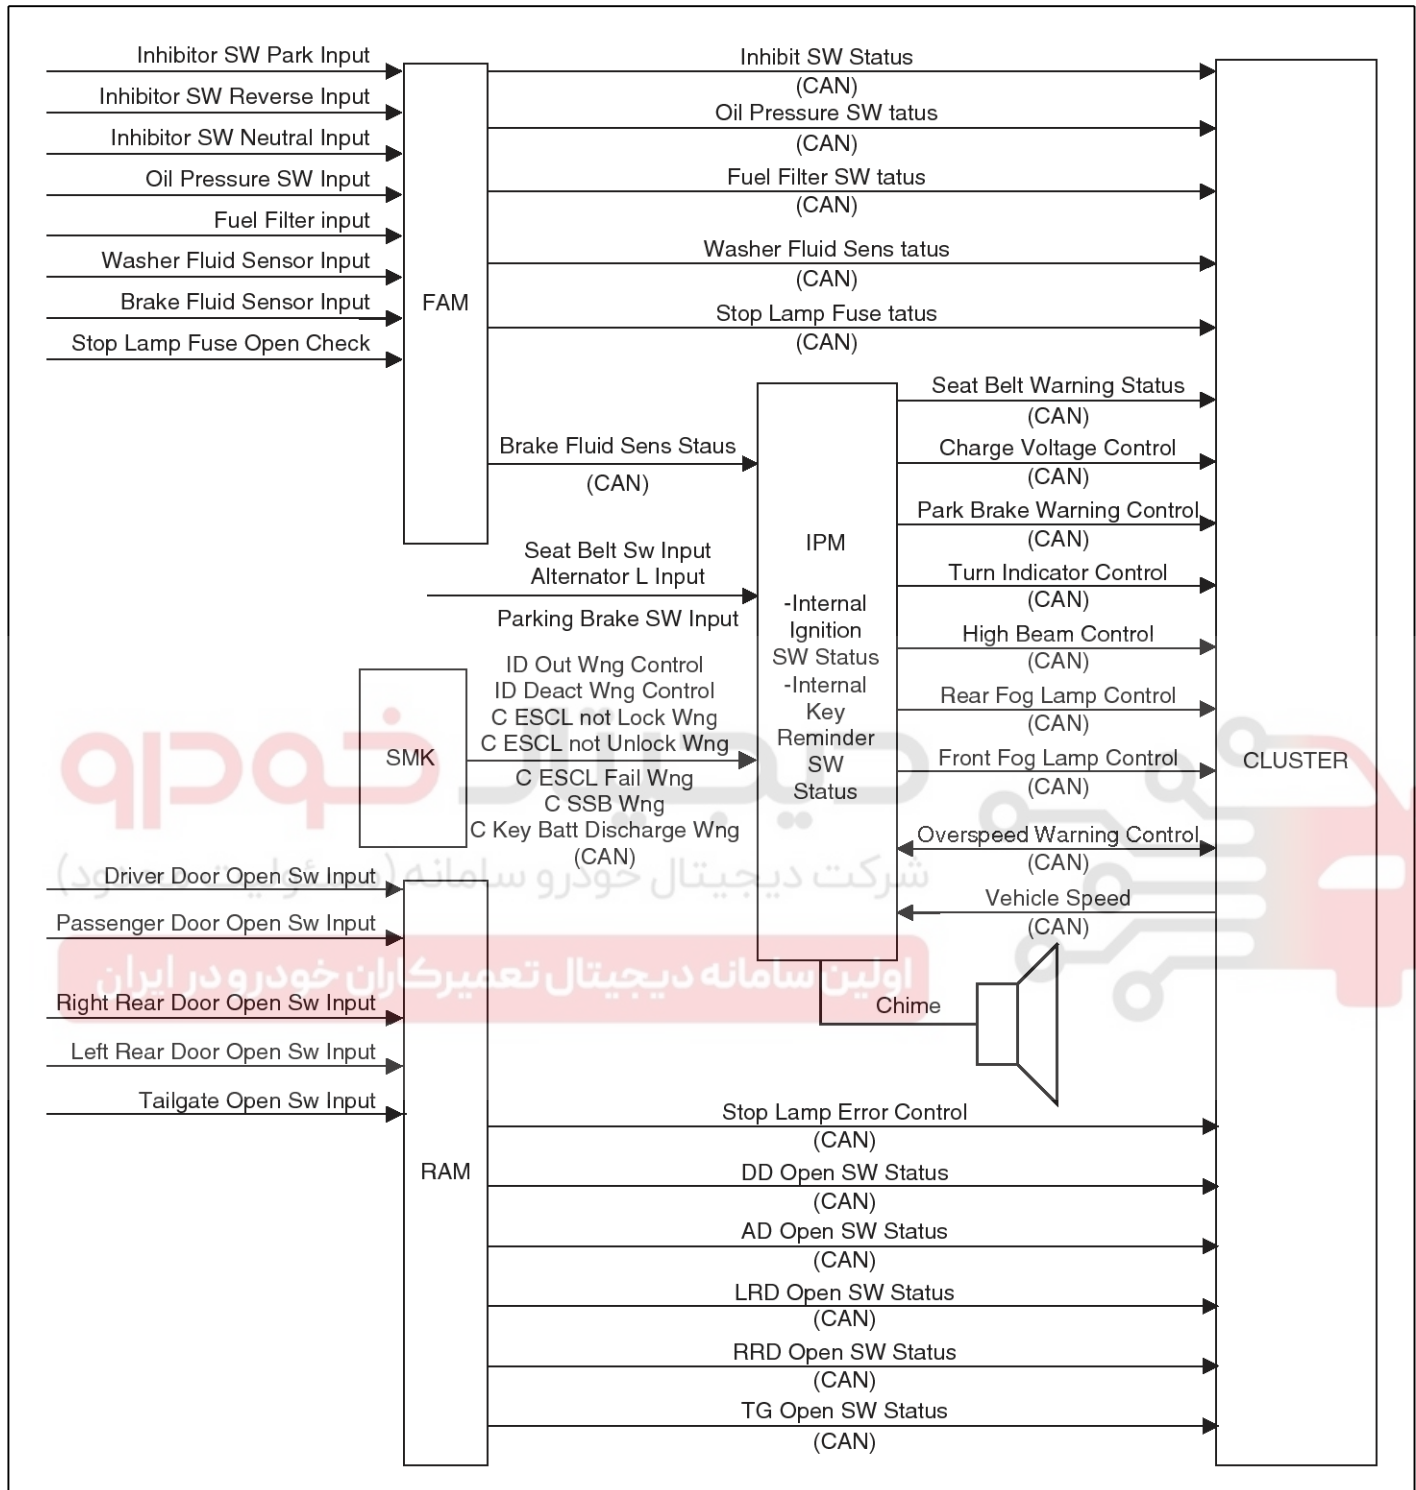 Inhibitor SW Park Input
Inhibitor SW Reverse Input
Inhibitor SW Neutral Input
Oil Pressure SW Input
Fuel Filter input
Washer Fluid Sensor Input
Brake Fluid Sensor Input
Stop Lamp Fuse Open Check
FAM
Inhibit SW Status
(CAN)
Oil Pressure SW tatus
(CAN)
Fuel Filter SW tatus
(CAN)
Washer Fluid Sens tatus
(CAN)
Stop Lamp Fuse tatus
(CAN)
Brake Fluid Sens Staus
(CAN)
Seat Belt Sw Input
Alternator L Input
Parking Brake SW Input
SMK
ID Out Wng Control
ID Deact Wng Control
C ESCL not Lock Wng
C ESCL not Unlock Wng
C ESCL Fail Wng
C SSB Wng
C Key Batt Discharge Wng
(CAN)
IPM
-Internal
Ignition
SW Status
-Internal
Key
Reminder
SW
Status
Seat Belt Warning Status
(CAN)
Charge Voltage Control
(CAN)
Park Brake Warning Control
(CAN)
Turn Indicator Control
(CAN)
High Beam Control
(CAN)
Rear Fog Lamp Control
(CAN)
Front Fog Lamp Control
(CAN)
Overspeed Warning Control
(CAN)
Vehicle Speed
(CAN)
CLUSTER
Chime
Driver Door Open Sw Input
Passenger Door Open Sw Input
Right Rear Door Open Sw Input
Left Rear Door Open Sw Input
Tailgate Open Sw Input
RAM
Stop Lamp Error Control
(CAN)
DD Open SW Status
(CAN)
AD Open SW Status
(CAN)
LRD Open SW Status
(CAN)
RRD Open SW Status
(CAN)
TG Open SW Status
(CAN)
دیجیتال خودرو
شرکت دیجیتال خودرو سامانه (مسئولیت محدود)
اولین سامانه دیجیتال تعمیرکاران خودرو در ایران